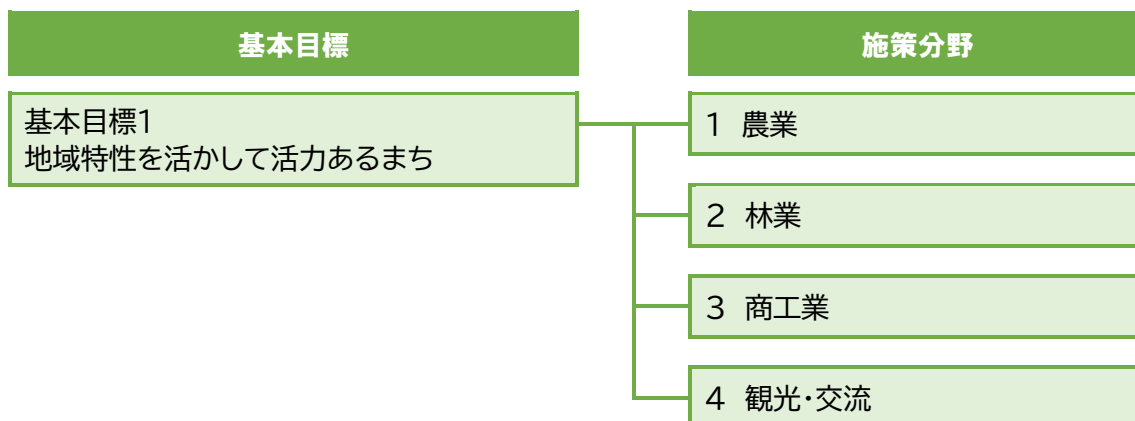 基本目標
施策分野
基本目標1
地域特性を活かして活力あるまち
1 農業
2 林業
3 商工業
4 観光・交流